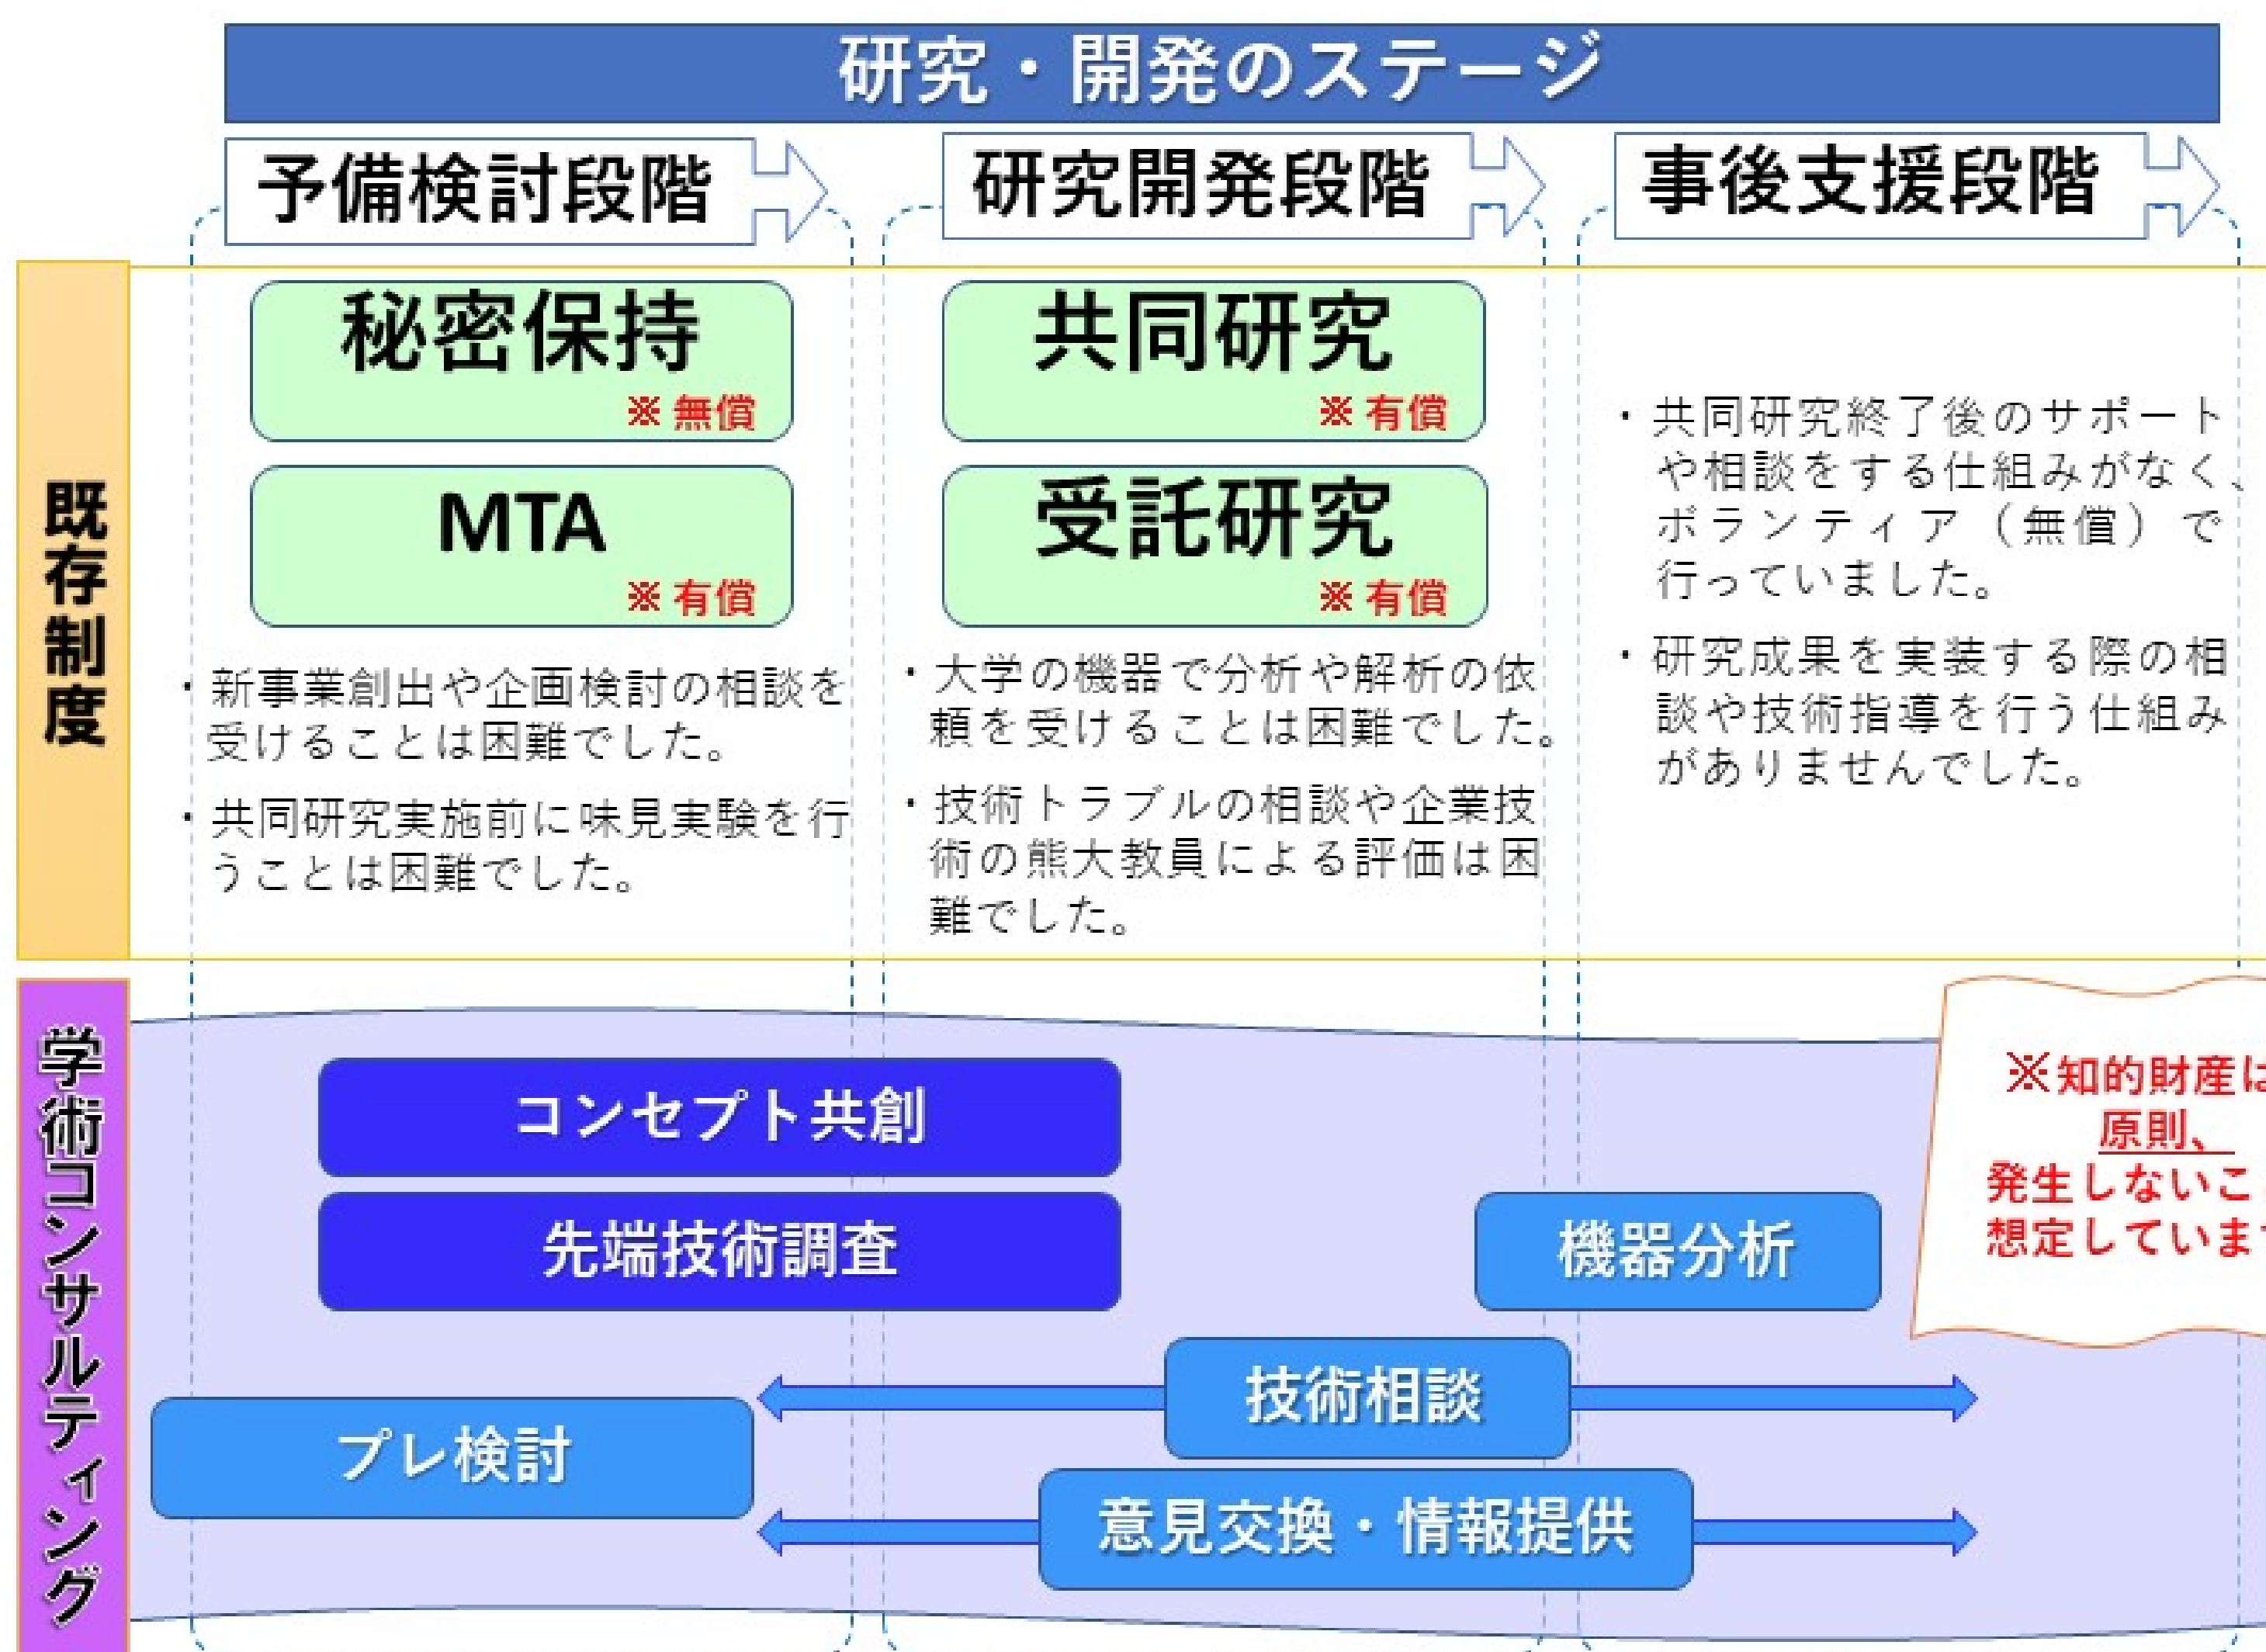 研究・開発のステージ
予備検討段階
研究開発段階
事後支援段階
既存制度
秘密保持
※ 無償
MTA
※ 有償
・新事業創出や企画検討の相談を
受けることは困難でした。
・共同研究実施前に味見実験を行
うことは困難でした。
共同研究
※ 有償
受託研究
※ 有償
・大学の機器で分析や解析の依
頼を受けることは困難でした。
・技術トラブルの相談や企業技
術の熊大教員による評価は困
難でした。
・共同研究終了後のサポート
や相談をする仕組みがなく、
ボランティア（無償）で
行っていました。
・研究成果を実装する際の相
談や技術指導を行う仕組み
がありませんでした。
学術コンサルティング
コンセプト共創
先端技術調査
機器分析
技術相談
プレ検討
意見交換・情報提供
※知的財産は
原則、
発生しないこ
想定していま